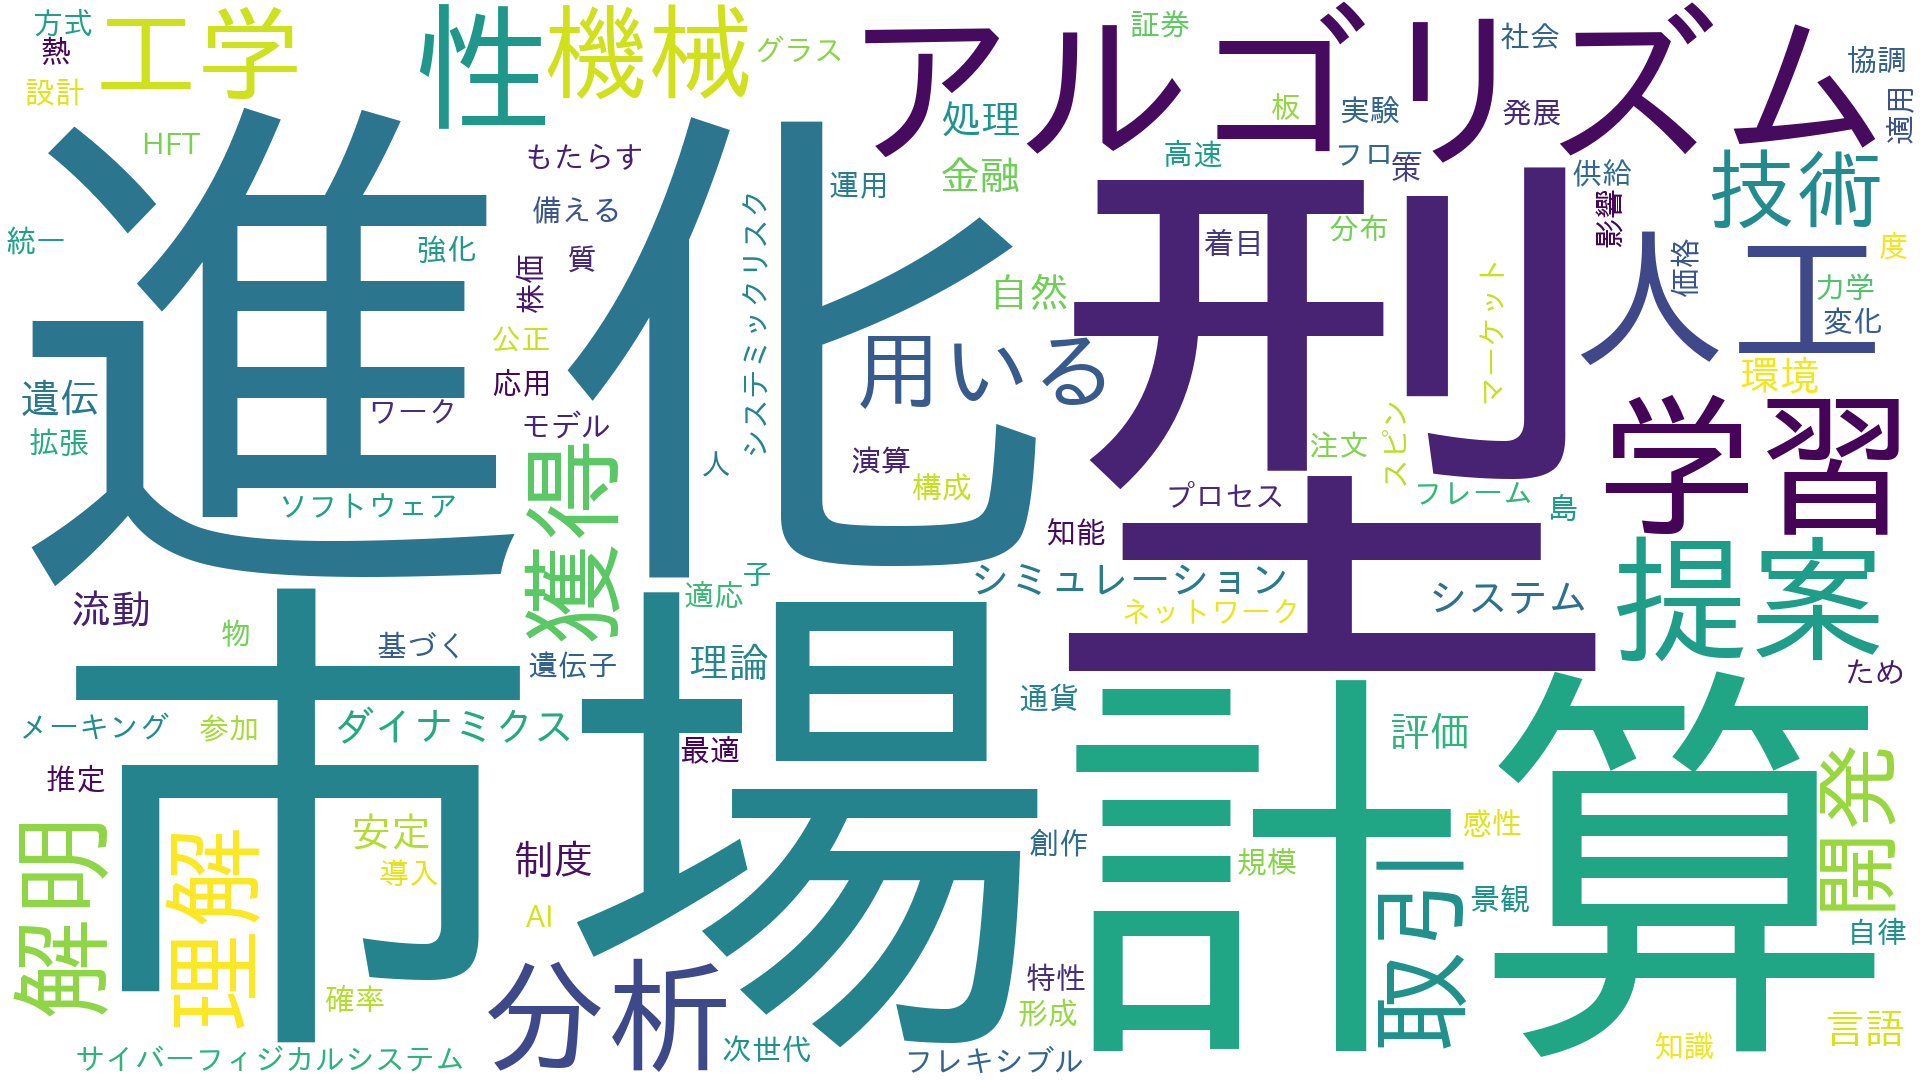 方式
熱
設計
工学
性
機械
グラス
アルゴリズム
証券
社会
協調
適用
HFT
もたらす
処理
高速
板
実験
フロー
策
発展
金融
技術
統一
進化
強化
備える
質
株価
システミックリスク
運用
型
着目
分布
供給
影響
人工
価格
度
力学
変化
公正
応用
モデル
自然
用いる
マーケット
環境
遺伝
拡張
ワーク
ソフトウェア
獲得
人
演算
構成
注文
スピン
学習
プロセス
フレーム
島
知能
シミュレーション
ネットワーク
システム
提案
流動
物
基づく
遺伝子
適応
子
理論
ため
市場
メーキング
参加
ダイナミクス
最適
通貨
計算
評価
推定
安定
導入
制度
創作
規模
感性
開発
解明
理解
AI
取引
景観
自律
確率
分析
特性
形成
次世代
フレキシブル
サイバーフィジカルシステム
知識
言語